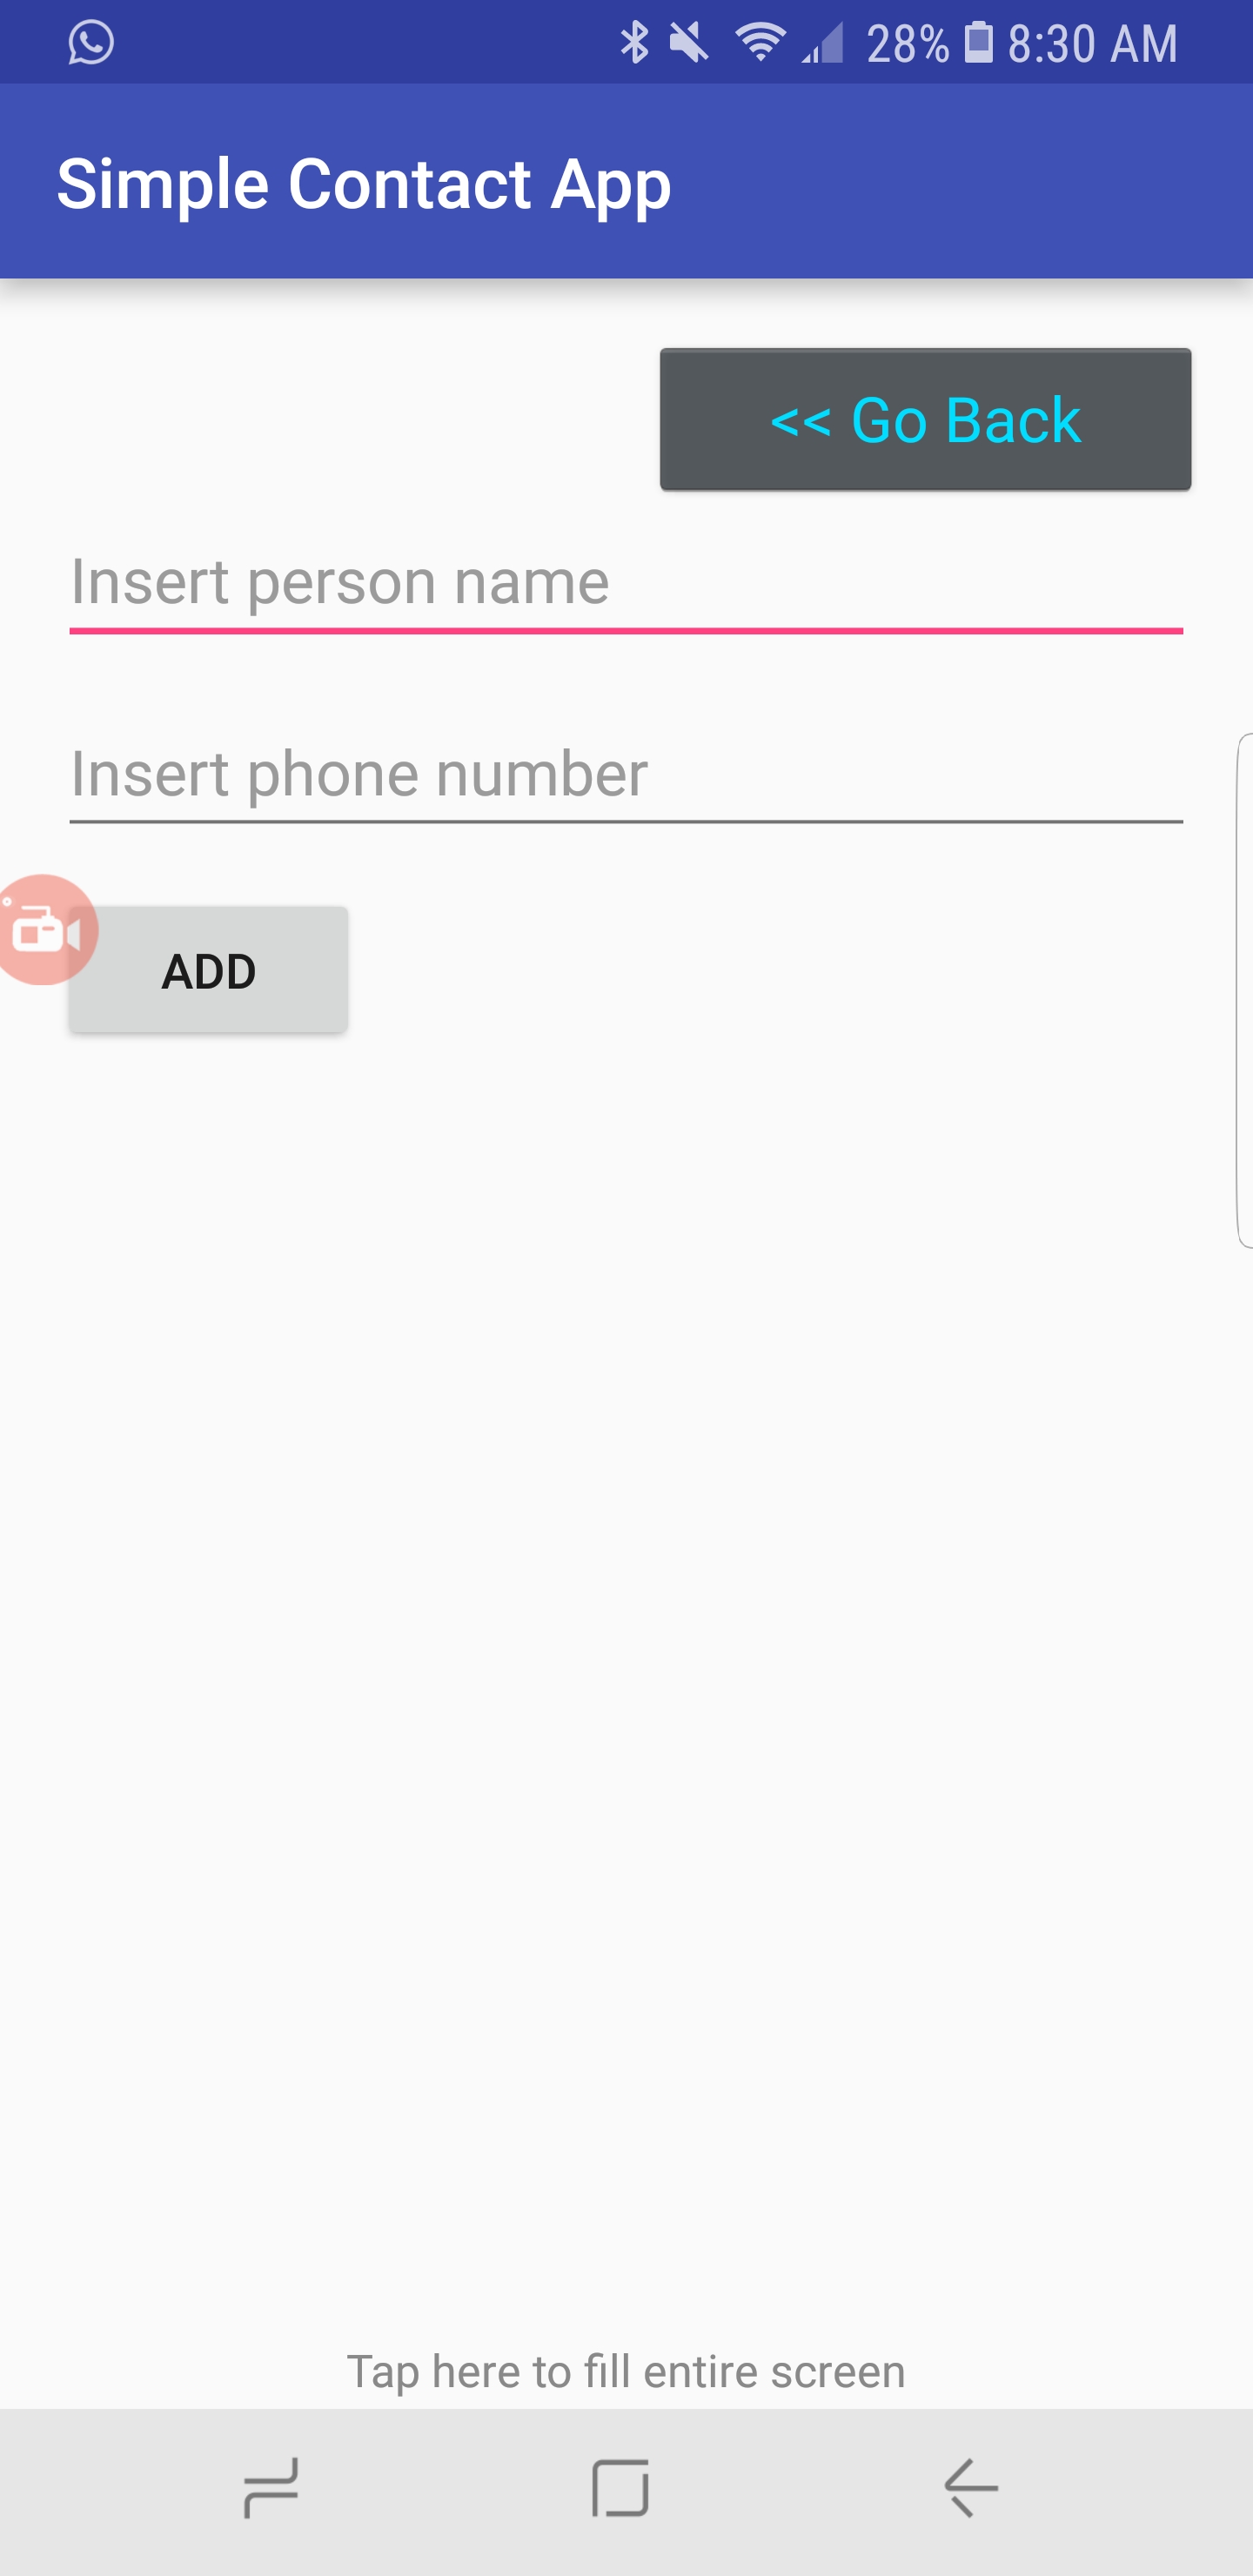 28% 8:30 AM
Simple Contact App
<< Go Back
Insert person name
Insert phone number
ADD
Tap here to fill entire screen